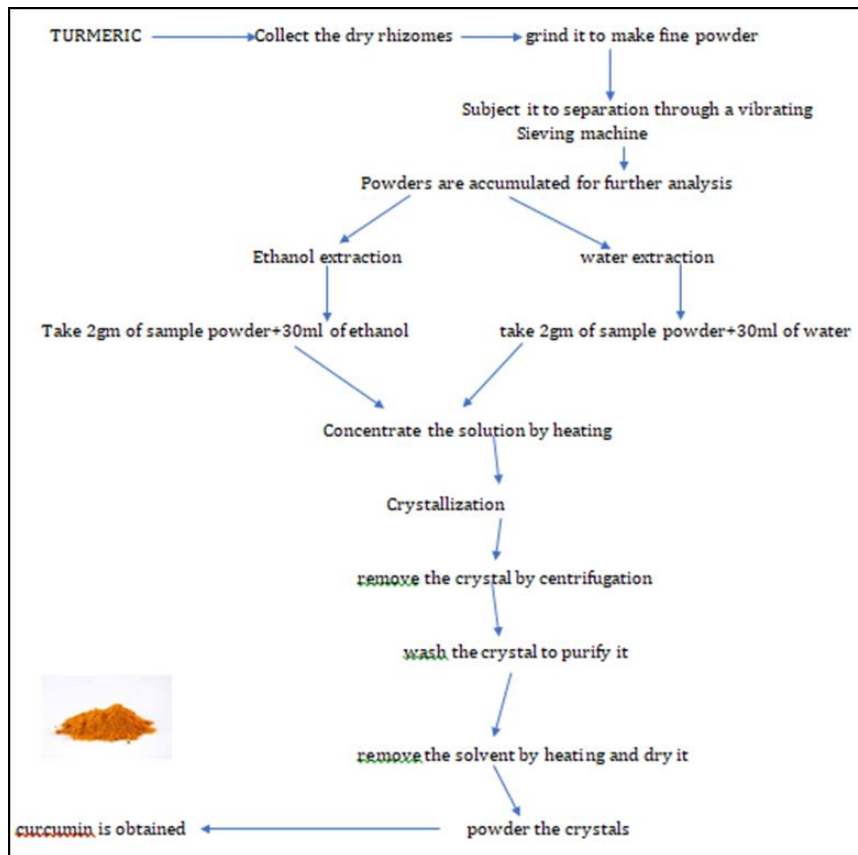 TURMERIC
Collect the dry rhizomes
grind it to make fine powder
Subject it to separation through a vibrating
Sieving machine
Powders are accumulated for further analysis
Ethanol extraction
water extraction
Take 2gm of sample powder+30ml of ethanol
take 2gm of sample powder+30ml of water
Concentrate the solution by heating
Crystallization
remove the crystal by centrifugation
wash the crystal to purify it
remove the solvent by heating and dry it
powder the crystals
curcumin is obtained